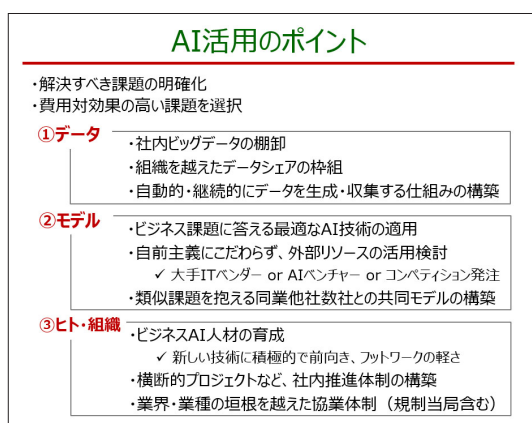 AI活用のポイント
・解決すべき課題の明確化
・費用対効果の高い課題を選択
①データ
・社内ビッグデータの棚卸
・組織を越えたデータシェアの枠組
・自動的・継続的にデータを生成・収集する仕組みの構築
②モデル
・ビジネス課題に答える最適なAI技術の適用
・自前主義にこだわらず、外部リソースの活用検討
✓ 大手ITベンダー or AIベンチャー or コンペティション発注
・類似課題を抱える同業他社数社との共同モデルの構築
③ヒト・組織
・ビジネスAI人材の育成
✓ 新しい技術に積極的で前向き、フットワークの軽さ
・横断的プロジェクトなど、社内推進体制の構築
・業界・業種の垣根を越えた協業体制（規制当局含む）